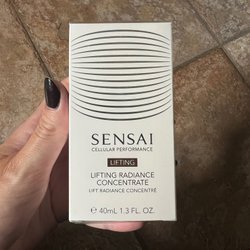 SENSAI
CELLULAR PERFORMANCE
LIFTING
LIFTING RADIANCE
CONCENTRATE
LIFT RADIANCE CONCENTRÉ
e 40mL 1.3 FL. OZ.